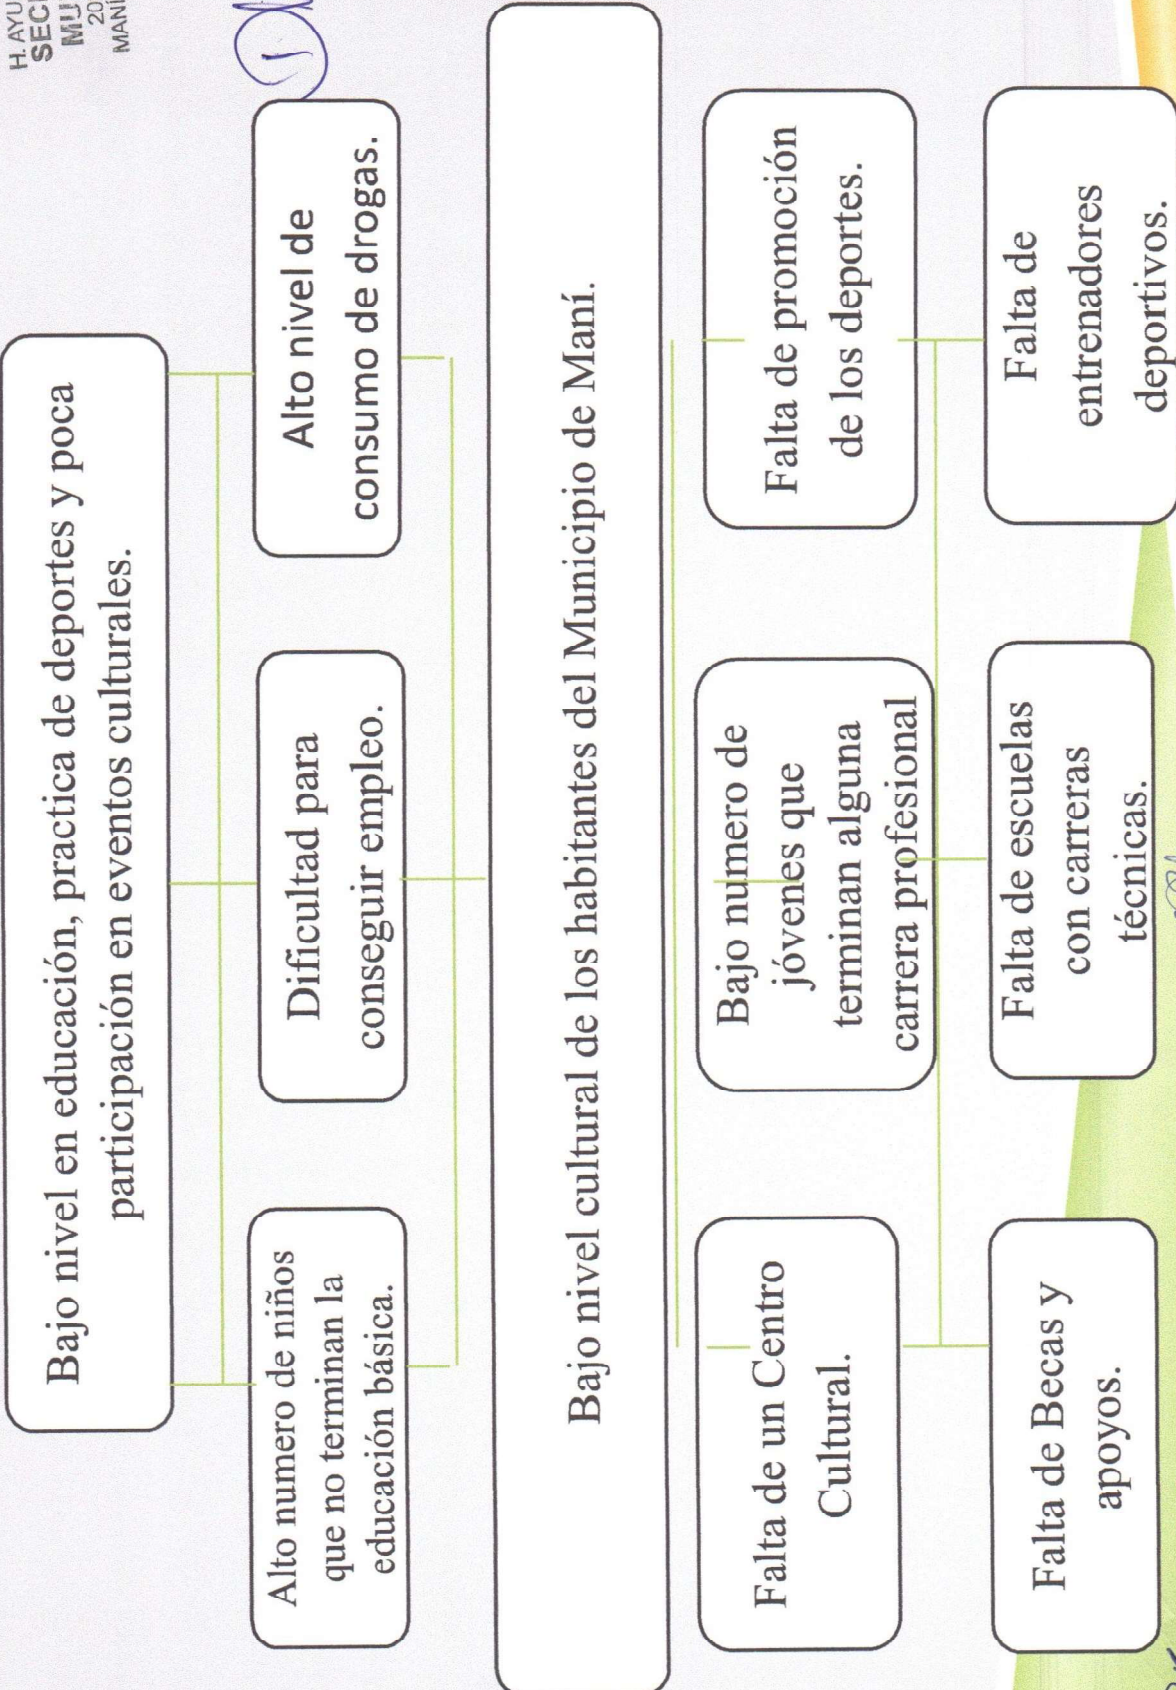 H. AYU
SECR
MU
20
MANÍ
1
Bajo nivel en educación, practica de deportes y poca
participación en eventos culturales.
Alto numero de niños
que no terminan la
educación básica.
Dificultad para
conseguir empleo.
Alto nivel de
consumo de drogas.
Bajo nivel cultural de los habitantes del Municipio de Maní.
Falta de un Centro
Cultural.
Bajo numero de
jóvenes que
terminan alguna
carrera profesional
Falta de promoción
de los deportes.
Falta de Becas y
apoyos.
Falta de escuelas
con carreras
técnicas.
Falta de
entrenadores
deportivos.